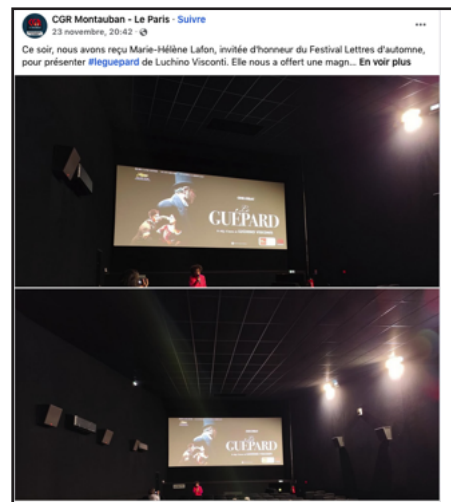 CGR Montauban - Le Paris · Suivre
23 novembre, 20:42 ·
Ce soir, nous avons reçu Marie-Hélène Lafon, invitée d'honneur du Festival Lettres d'automne,
pour présenter #leguepard de Luchino Visconti. Elle nous a offert une magn... En voir plus
GUÉPARD
GUÉPARD